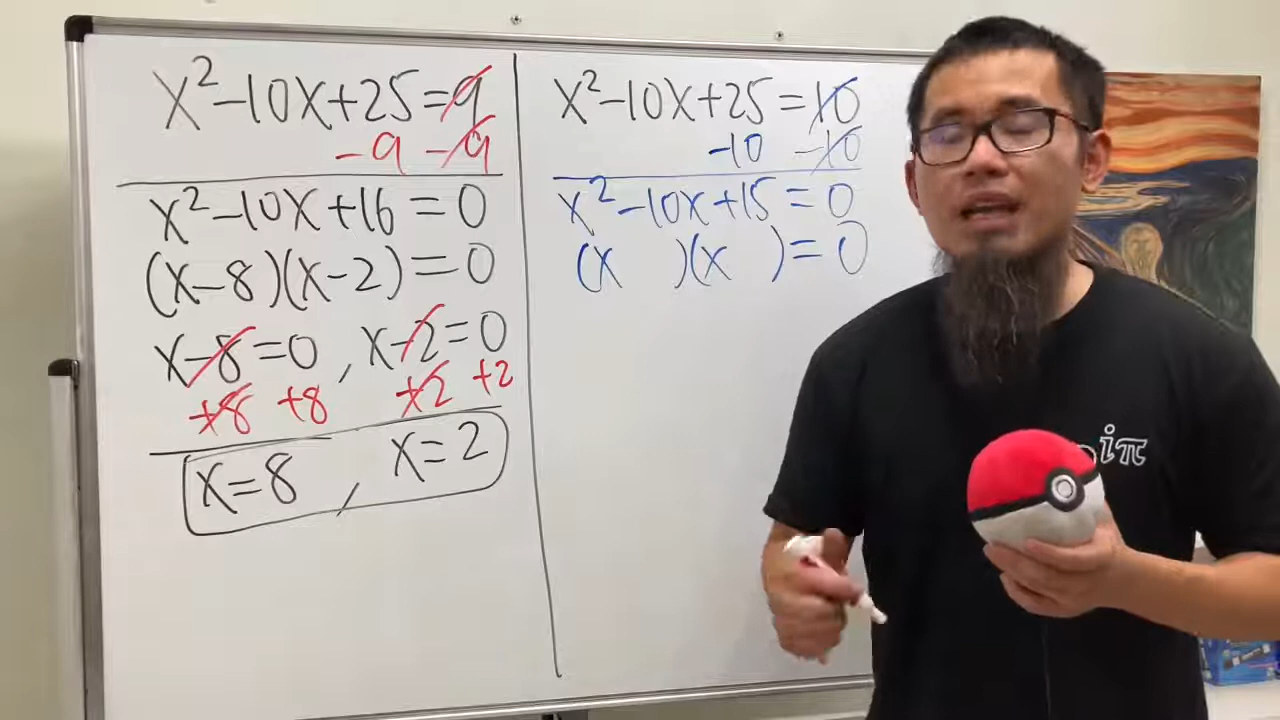 x²-10x+25=9
-9 -9
x²-10x+16=0
(x-8)(x-2)=0
x-8=0, x-2=0
+8 +8 +2 +2
x=8, x=2
x²-10x+25=10
-10 -10
x²-10x+15=0
(x )(x )=0
iπ